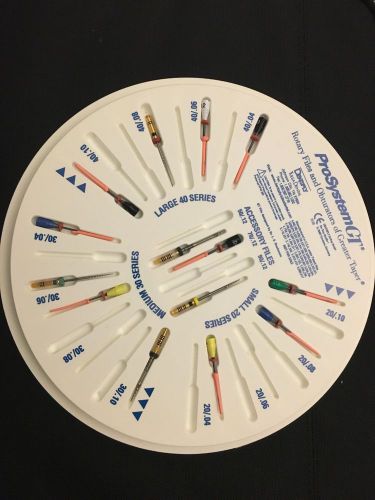 ProSystem GT
Rotary Files and Obturators of Greater Taper®
Dentsply
LARGE 40 SERIES
40/.04
40/.06
40/.08
40/.10
MEDIUM 30 SERIES
30/.04
30/.06
30/.08
30/.10
SMALL 20 SERIES
20/.04
20/.06
20/.08
20/.10
ACCESSORY FILES